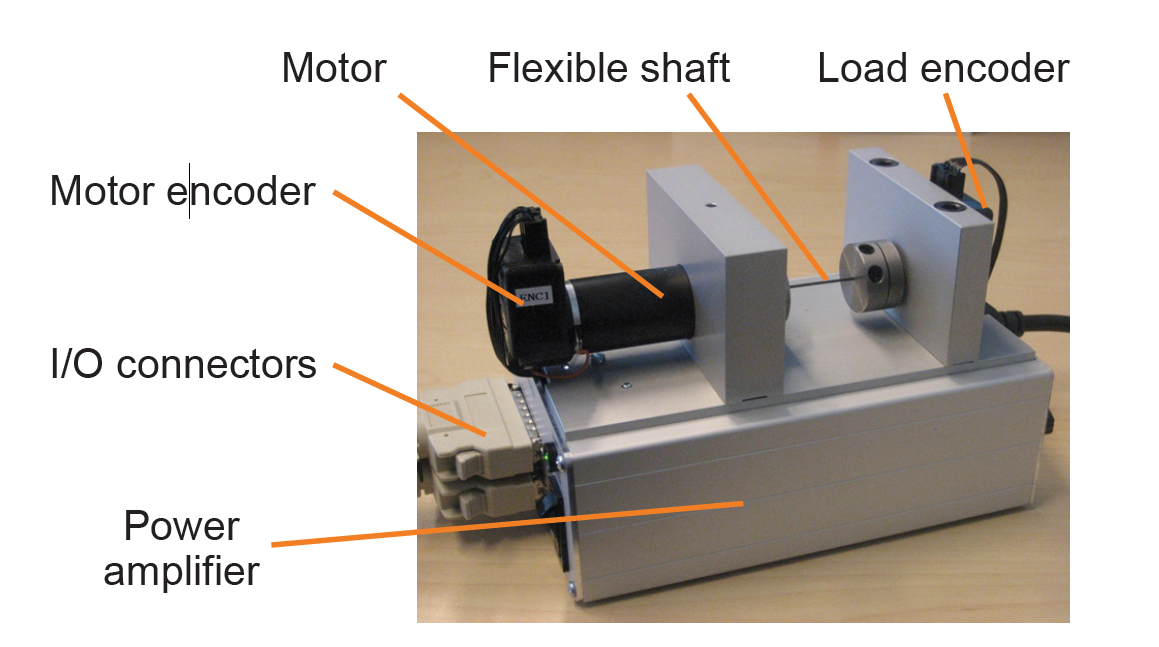 Motor
Flexible shaft
Load encoder
Motor encoder
ENC1
I/O connectors
Power
amplifier